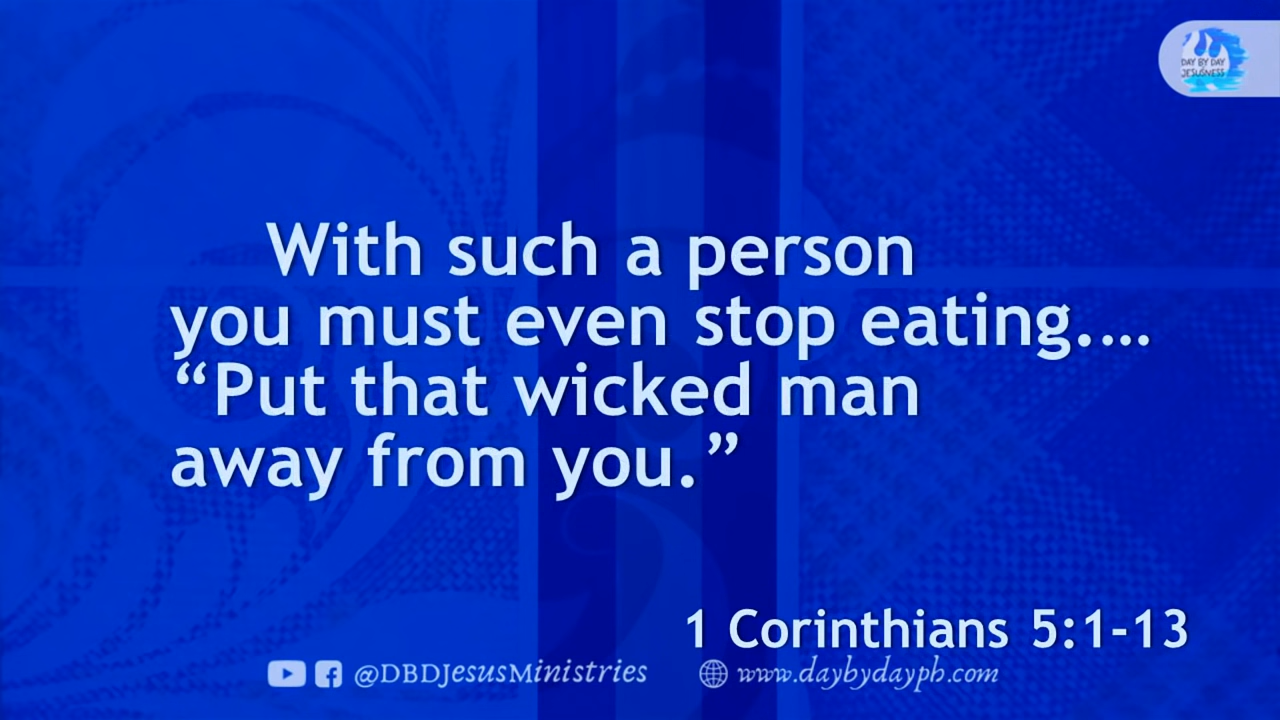 DAY BY DAY
JESUSNESS
With such a person
you must even stop eating.…
“Put that wicked man
away from you.”
1 Corinthians 5:1-13
@DBDJesusMinistries www.daybydayph.com